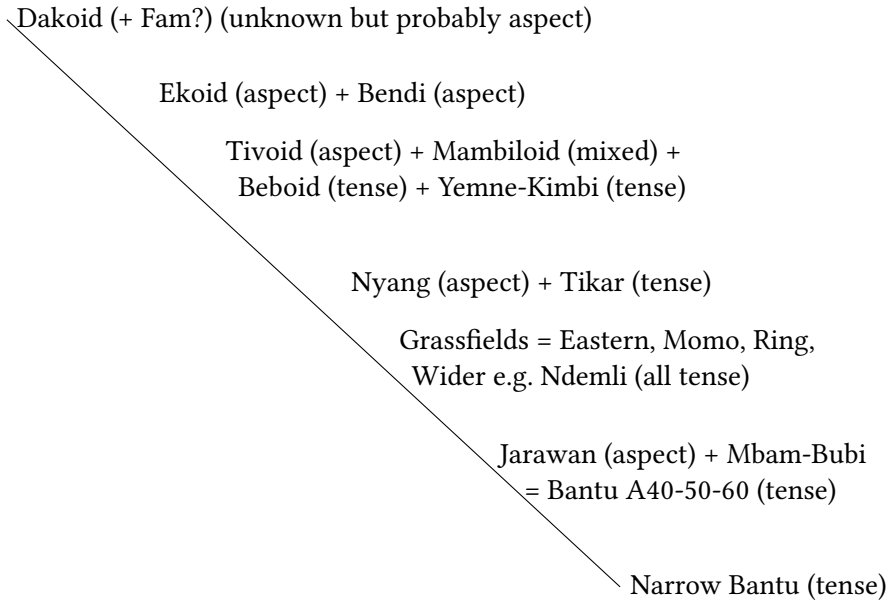 Dakoid (+ Fam?) (unknown but probably aspect)
Ekoid (aspect) + Bendi (aspect)
Tivoid (aspect) + Mambiloid (mixed) +
Beboid (tense) + Yemne-Kimbi (tense)
Nyang (aspect) + Tikar (tense)
Grassfields = Eastern, Momo, Ring,
Wider e.g. Ndemli (all tense)
Jarawan (aspect) + Mbam-Bubi
= Bantu A40-50-60 (tense)
Narrow Bantu (tense)